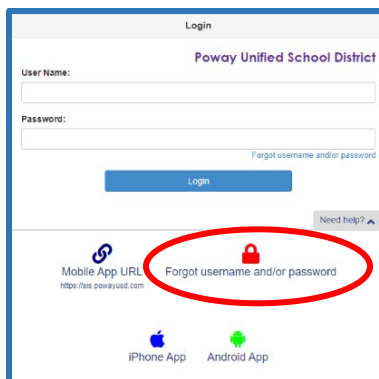 Login
Poway Unified School District
User Name:
Password:
Forgot username and/or password
Login
Need help?
Mobile App URL
https://sis.powayusd.com
Forgot username and/or password
iPhone App
Android App